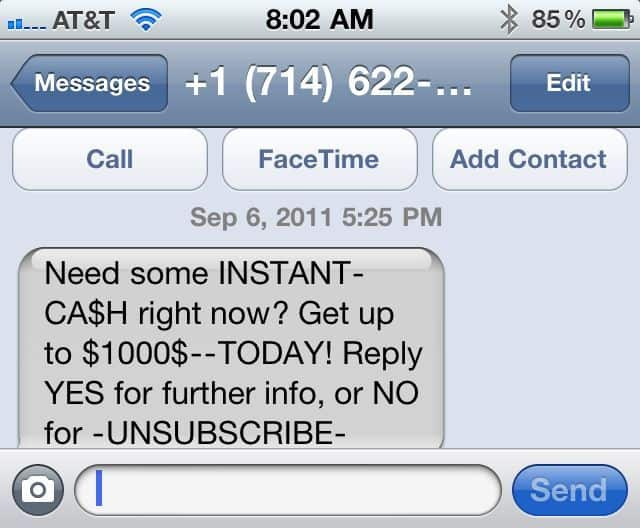 AT&T 8:02 AM 85%
Messages +1 (714) 622-... Edit
Call FaceTime Add Contact
Sep 6, 2011 5:25 PM
Need some INSTANT-
CA$H right now? Get up
to $1000$--TODAY! Reply
YES for further info, or NO
for -UNSUBSCRIBE-
Send